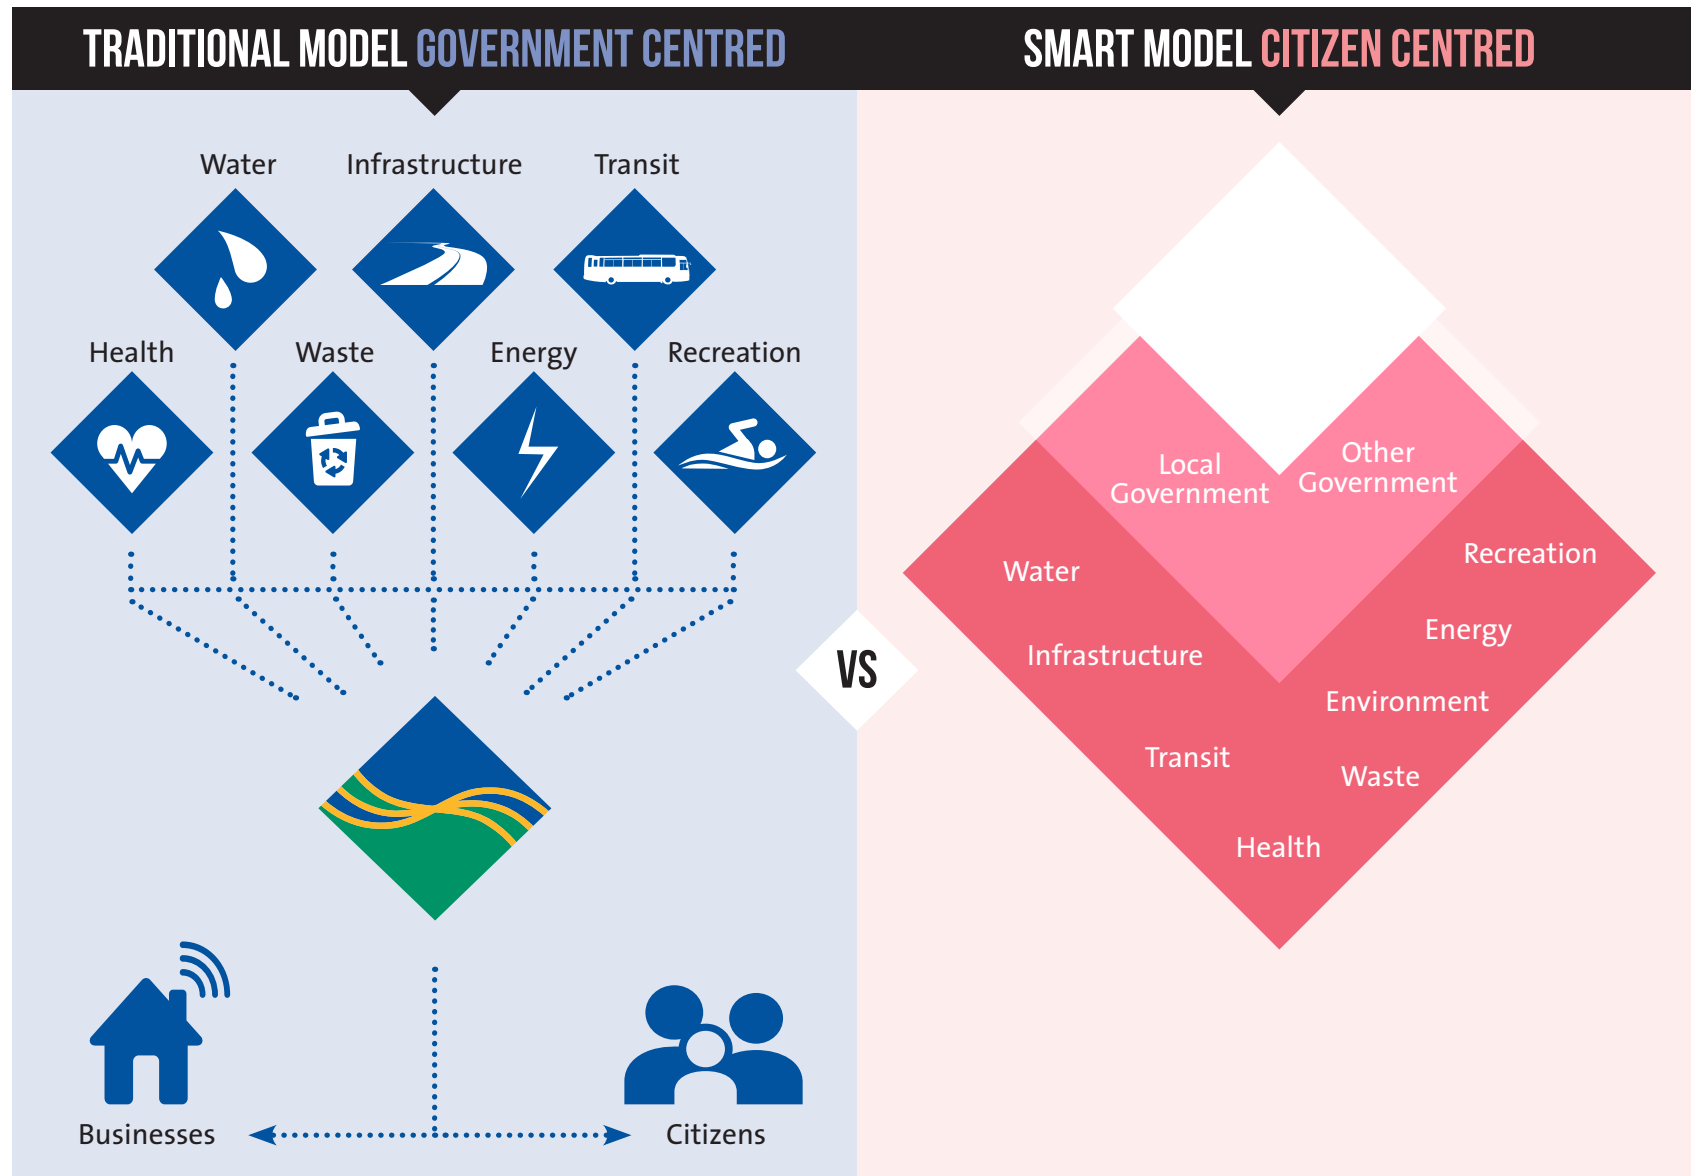 TRADITIONAL MODEL GOVERNMENT CENTRED
Water
Infrastructure
Transit
Health
Waste
Energy
Recreation
Businesses
Citizens
VS
SMART MODEL CITIZEN CENTRED
Local
Government
Other
Government
Water
Infrastructure
Transit
Health
Recreation
Energy
Environment
Waste